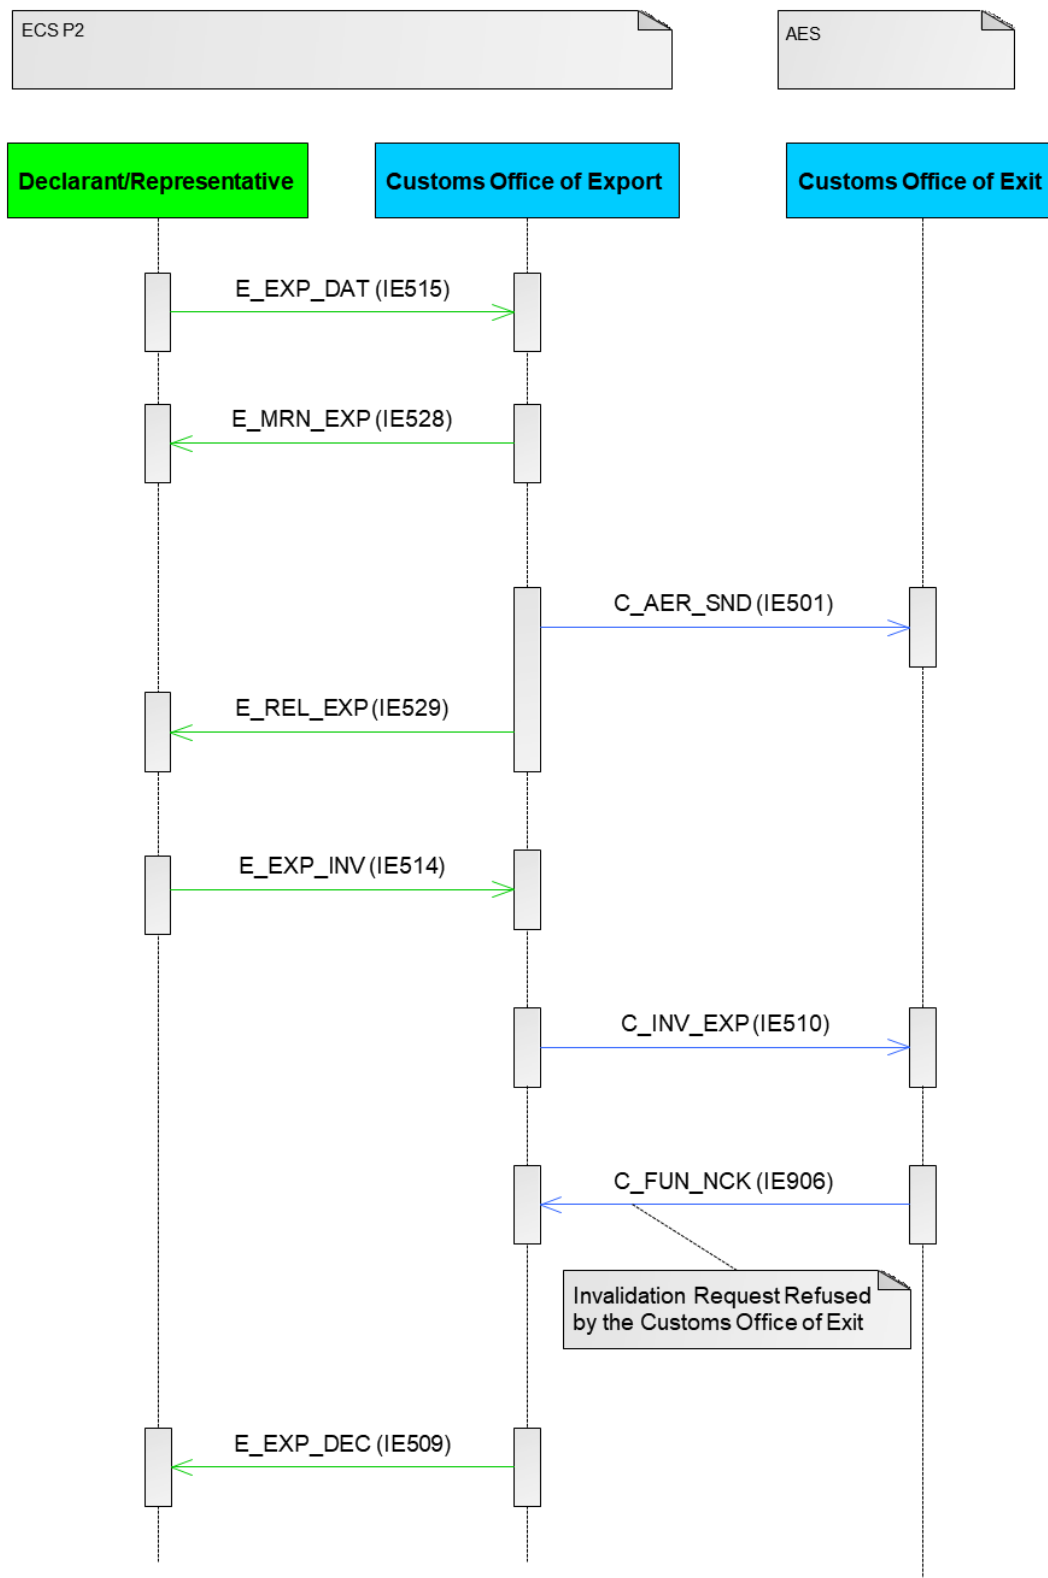 ECS P2
AES
Declarant/Representative
Customs Office of Export
Customs Office of Exit
E_EXP_DAT (IE515)
E_MRN_EXP (IE528)
C_AER_SND (IE501)
E_REL_EXP (IE529)
E_EXP_INV (IE514)
C_INV_EXP (IE510)
C_FUN_NCK (IE906)
Invalidation Request Refused
by the Customs Office of Exit
E_EXP_DEC (IE509)